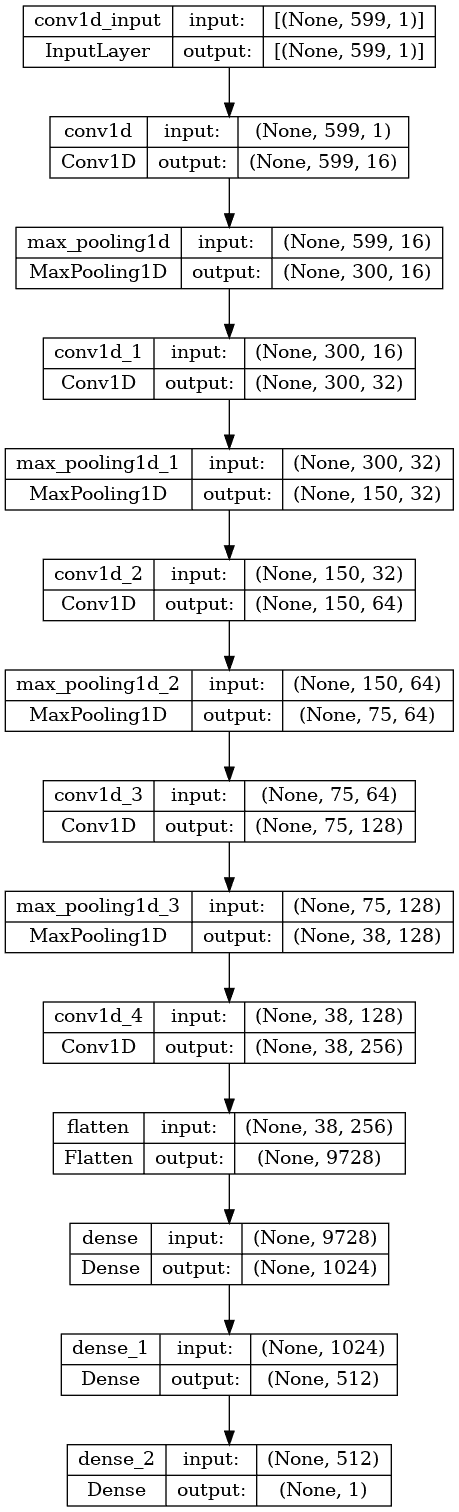 conv1d_input input: [(None, 599, 1)]
InputLayer output: [(None, 599, 1)]
conv1d input: (None, 599, 1)
Conv1D output: (None, 599, 16)
max_pooling1d input: (None, 599, 16)
MaxPooling1D output: (None, 300, 16)
conv1d_1 input: (None, 300, 16)
Conv1D output: (None, 300, 32)
max_pooling1d_1 input: (None, 300, 32)
MaxPooling1D output: (None, 150, 32)
conv1d_2 input: (None, 150, 32)
Conv1D output: (None, 150, 64)
max_pooling1d_2 input: (None, 150, 64)
MaxPooling1D output: (None, 75, 64)
conv1d_3 input: (None, 75, 64)
Conv1D output: (None, 75, 128)
max_pooling1d_3 input: (None, 75, 128)
MaxPooling1D output: (None, 38, 128)
conv1d_4 input: (None, 38, 128)
Conv1D output: (None, 38, 256)
flatten input: (None, 38, 256)
Flatten output: (None, 9728)
dense input: (None, 9728)
Dense output: (None, 1024)
dense_1 input: (None, 1024)
Dense output: (None, 512)
dense_2 input: (None, 512)
Dense output: (None, 1)